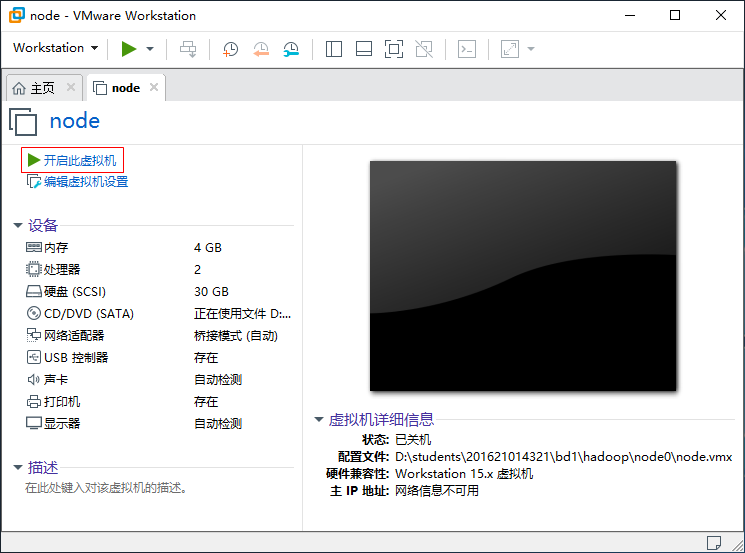 node - VMware Workstation
Workstation
主页
node
node
开启此虚拟机
编辑虚拟机设置
设备
内存 4 GB
处理器 2
硬盘 (SCSI) 30 GB
CD/DVD (SATA) 正在使用文件 D:...
网络适配器 桥接模式 (自动)
USB 控制器 存在
声卡 自动检测
打印机 存在
显示器 自动检测
描述
在此处键入对该虚拟机的描述。
虚拟机详细信息
状态: 已关机
配置文件: D:\students\201621014321\bd1\hadoop\node0\node.vmx
硬件兼容性: Workstation 15.x 虚拟机
主 IP 地址: 网络信息不可用